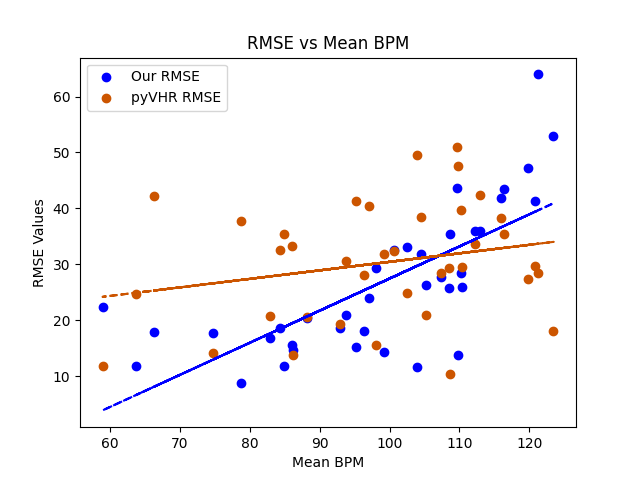 RMSE vs Mean BPM
Our RMSE
pyVHR RMSE
RMSE Values
60
50
40
30
20
10
60 70 80 90 100 110 120
Mean BPM